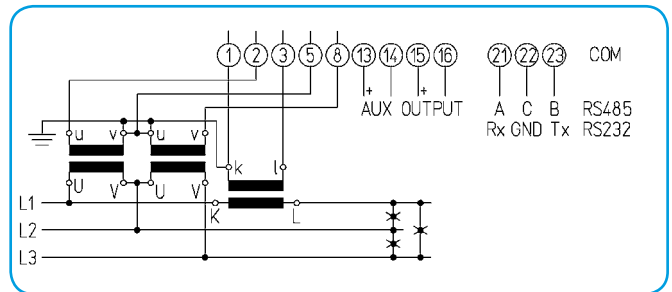 1 2 3 5 8 13 14 15 16 21 22 23 COM
+ +
AUX OUTPUT A C B RS485
Rx GND Tx RS232
u v u v k l
U V U V
L1 K L
L2
L3